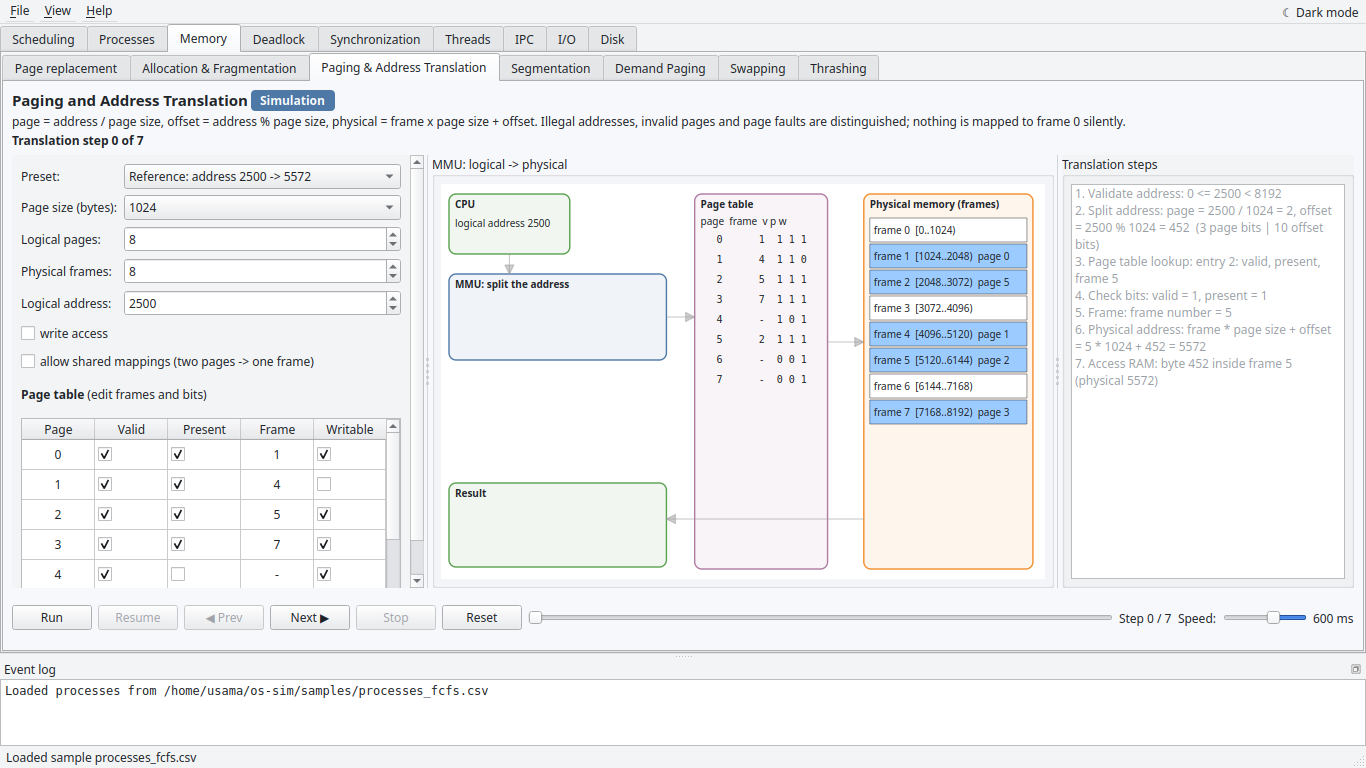 File View Help
☾ Dark mode
Scheduling Processes Memory Deadlock Synchronization Threads IPC I/O Disk
Page replacement Allocation & Fragmentation Paging & Address Translation Segmentation Demand Paging Swapping Thrashing
Paging and Address Translation Simulation
page = address / page size, offset = address % page size, physical = frame x page size + offset. Illegal addresses, invalid pages and page faults are distinguished; nothing is mapped to frame 0 silently.
Translation step 0 of 7
Preset: Reference: address 2500 -> 5572
Page size (bytes): 1024
Logical pages: 8
Physical frames: 8
Logical address: 2500
write access
allow shared mappings (two pages -> one frame)
Page table (edit frames and bits)
Page Valid Present Frame Writable
0 1
1 4
2 5
3 7
4 -
MMU: logical -> physical
CPU
logical address 2500
MMU: split the address
Result
Page table
page frame v p w
0 1 1 1 1
1 4 1 1 0
2 5 1 1 1
3 7 1 1 1
4 - 1 0 1
5 2 1 1 1
6 - 0 0 1
7 - 0 0 1
Physical memory (frames)
frame 0 [0..1024)
frame 1 [1024..2048) page 0
frame 2 [2048..3072) page 5
frame 3 [3072..4096)
frame 4 [4096..5120) page 1
frame 5 [5120..6144) page 2
frame 6 [6144..7168)
frame 7 [7168..8192) page 3
Translation steps
1. Validate address: 0 <= 2500 < 8192
2. Split address: page = 2500 / 1024 = 2, offset
= 2500 % 1024 = 452 (3 page bits | 10 offset
bits)
3. Page table lookup: entry 2: valid, present,
frame 5
4. Check bits: valid = 1, present = 1
5. Frame: frame number = 5
6. Physical address: frame * page size + offset
= 5 * 1024 + 452 = 5572
7. Access RAM: byte 452 inside frame 5
(physical 5572)
Run Resume ◀ Prev Next ▶ Stop Reset Step 0 / 7 Speed: 600 ms
Event log
Loaded processes from /home/usama/os-sim/samples/processes_fcfs.csv
Loaded sample processes_fcfs.csv